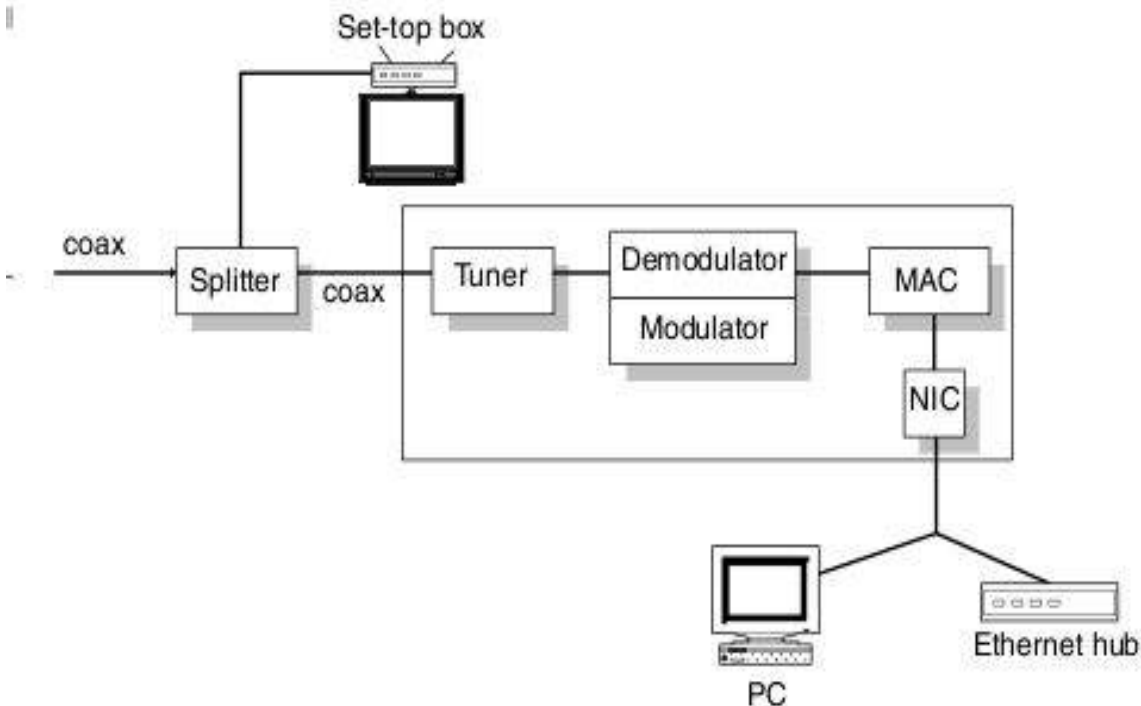 Set-top box
coax
Splitter
coax
Tuner
Demodulator
Modulator
MAC
NIC
PC
Ethernet hub